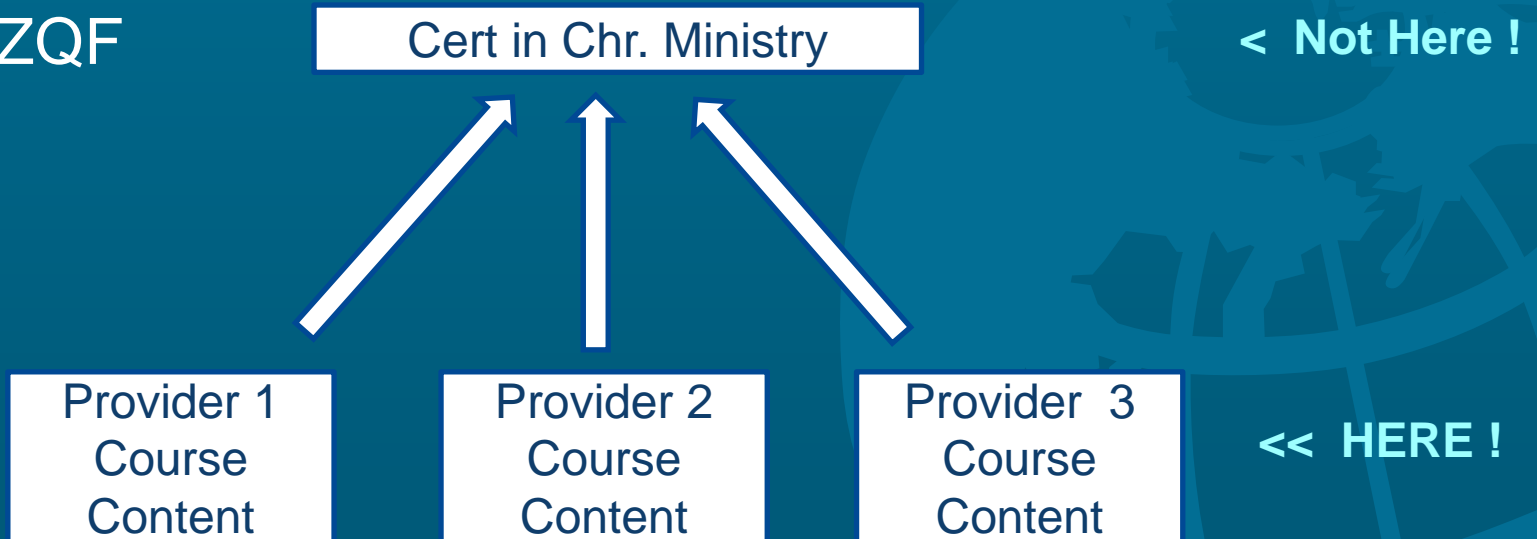 ZQF
Cert in Chr. Ministry
< Not Here !
Provider 1
Course
Content
Provider 2
Course
Content
Provider 3
Course
Content
<< HERE !